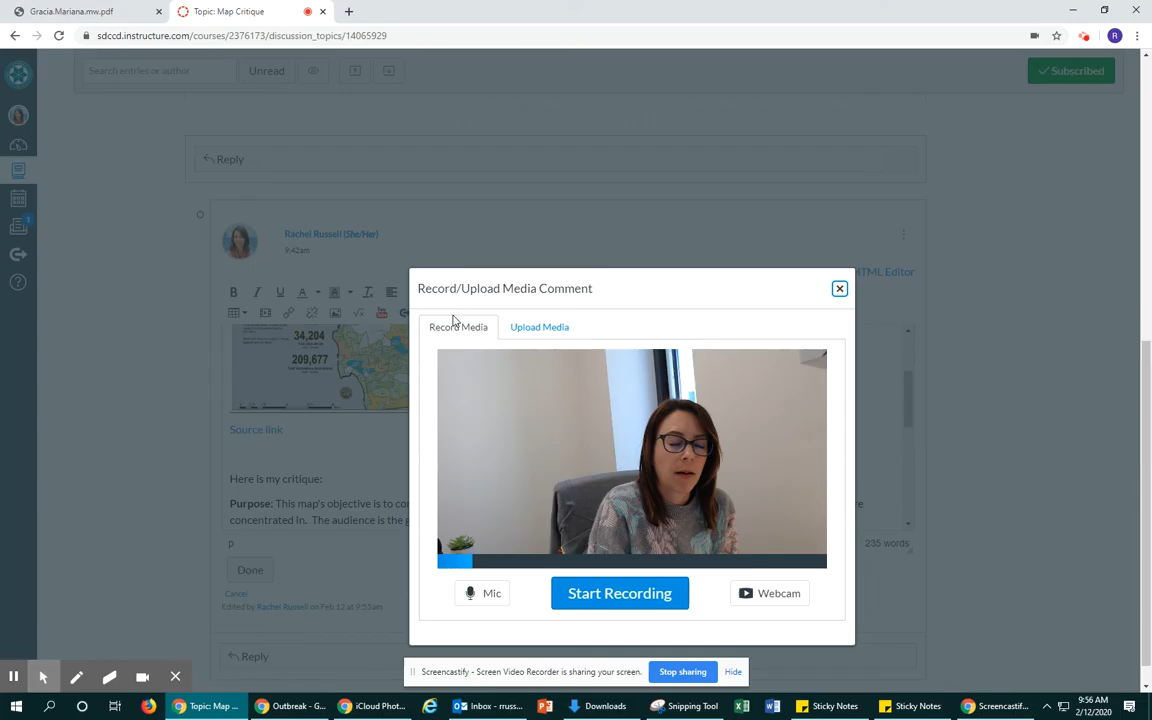 Gracia.Mariana.mw.pdf
Topic: Map Critique
sdccd.instructure.com/courses/2376173/discussion_topics/14065929
R
Search entries or author
Unread
Subscribed
Reply
Rachel Russell (She/Her)
9:42am
HTML Editor
34,204
209,677
Source link
Here is my critique:
Purpose: This map's objective is to co
concentrated in. The audience is the g
re
p
235 words
Done
Cancel
Edited by Rachel Russell on Feb 12 at 9:55am
Reply
Record/Upload Media Comment
Record Media
Upload Media
Mic
Start Recording
Webcam
Screencastify - Screen Video Recorder is sharing your screen.
Stop sharing
Hide
Topic: Map ...
Outbreak - G...
iCloud Phot...
Inbox - rruss...
Downloads
Snipping Tool
Sticky Notes
Sticky Notes
Screencastif...
9:56 AM
2/12/2020